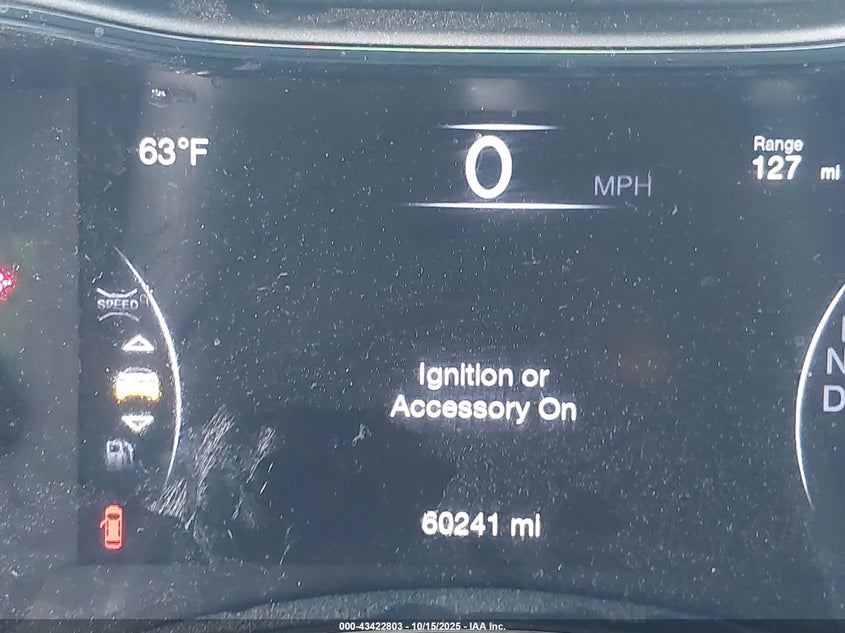 63°F
0
MPH
Range
127 mi
SPEED
Ignition or
Accessory On
N
D
60241 mi
000-43422803 - 10/15/2025 - IAA Inc.